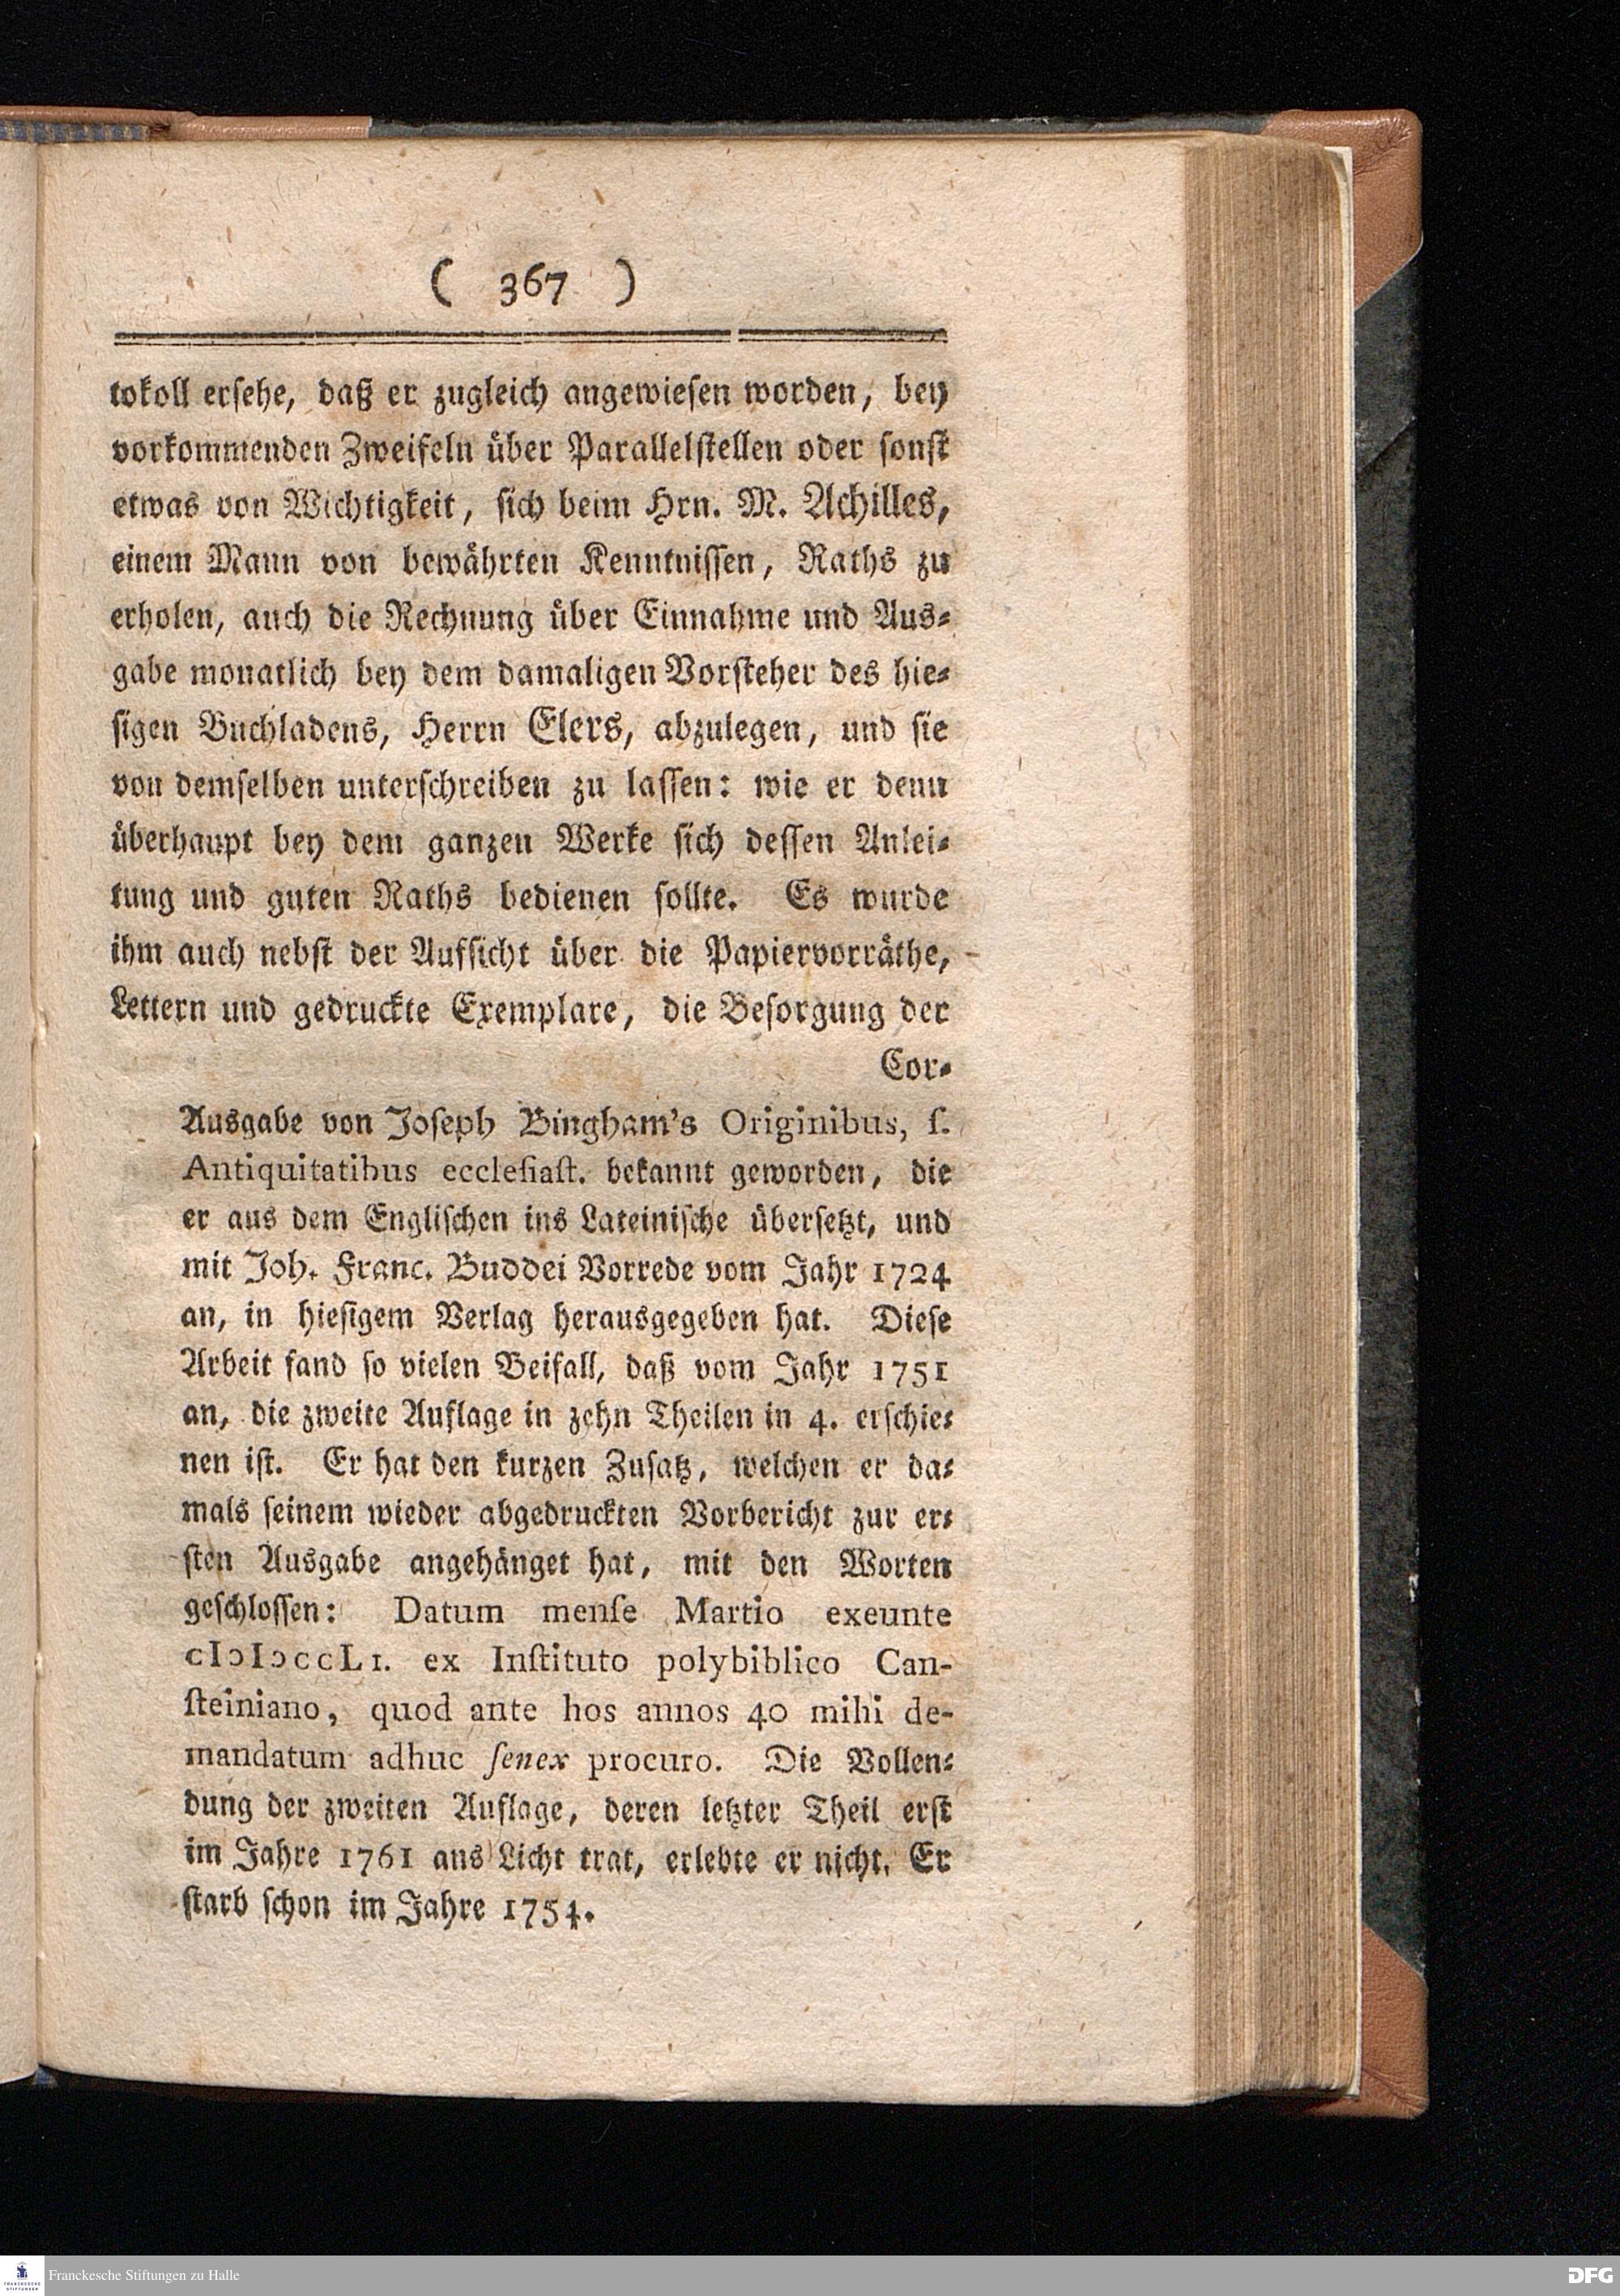 ( 367 )
tokoll ersehe, daß er zugleich angewiesen worden, bey
vorkommenden Zweifeln über Parallelstellen oder sonst
etwas von Wichtigkeit, sich beim Hrn. M. Achilles,
einem Mann von bewährten Kenntnissen, Raths zu
erholen, auch die Rechnung über Einnahme und Aus⸗
gabe monatlich bey dem damaligen Vorsteher des hie⸗
sigen Buchladens, Herrn Elers, abzulegen, und sie
von demselben unterschreiben zu lassen: wie er denn
überhaupt bey dem ganzen Werke sich dessen Anlei⸗
tung und guten Raths bedienen sollte. Es wurde
ihm auch nebst der Aufsicht über die Papiervorräthe,
Lettern und gedruckte Exemplare, die Besorgung der
Cor⸗
Ausgabe von Joseph Bingham's Originibus, ſ.
Antiquitatibus eccleſiaſt. bekannt geworden, die
er aus dem Englischen ins Lateinische übersetzt, und
mit Joh. Franc. Buddei Vorrede vom Jahr 1724
an, in hiesigem Verlag herausgegeben hat. Diese
Arbeit fand so vielen Beifall, daß vom Jahr 1751
an, die zweite Auflage in zehn Theilen in 4. erschie⸗
nen ist. Er hat den kurzen Zusatz, welchen er da⸗
mals seinem wieder abgedruckten Vorbericht zur er⸗
sten Ausgabe angehänget hat, mit den Worten
geschlossen: Datum menſe Martio exeunte
cIɔIɔccLI. ex Inſtituto polybiblico Can-
ſteiniano, quod ante hos annos 40 mihi de-
mandatum adhuc ſenex procuro. Die Vollen⸗
dung der zweiten Auflage, deren letzter Theil erst
im Jahre 1761 ans Licht trat, erlebte er nicht. Er
starb schon im Jahre 1754.
FRANCKESCHE STIFTUNGEN
Franckesche Stiftungen zu Halle
DFG